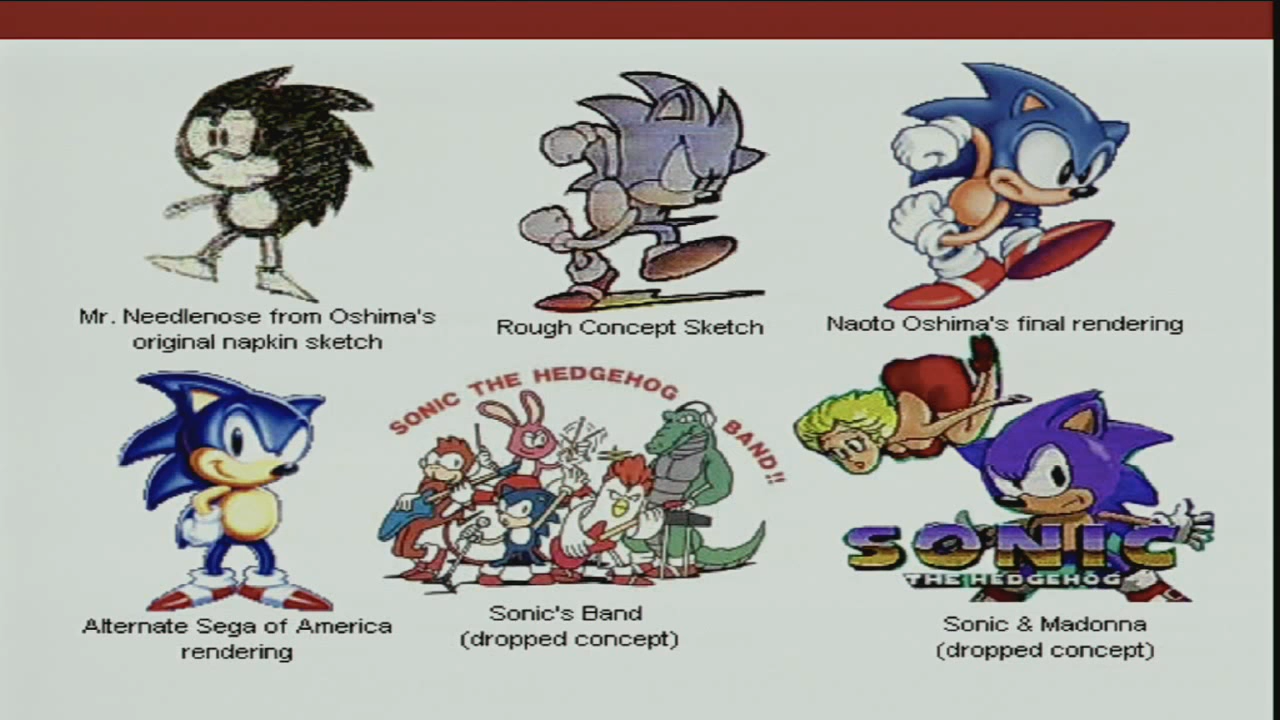 Mr. Needlenose from Oshima's
original napkin sketch
Rough Concept Sketch
Naoto Oshima's final rendering
Alternate Sega of America
rendering
SONIC THE HEDGEHOG BAND!!
Sonic's Band
(dropped concept)
SONIC
THE HEDGEHOG
Sonic & Madonna
(dropped concept)